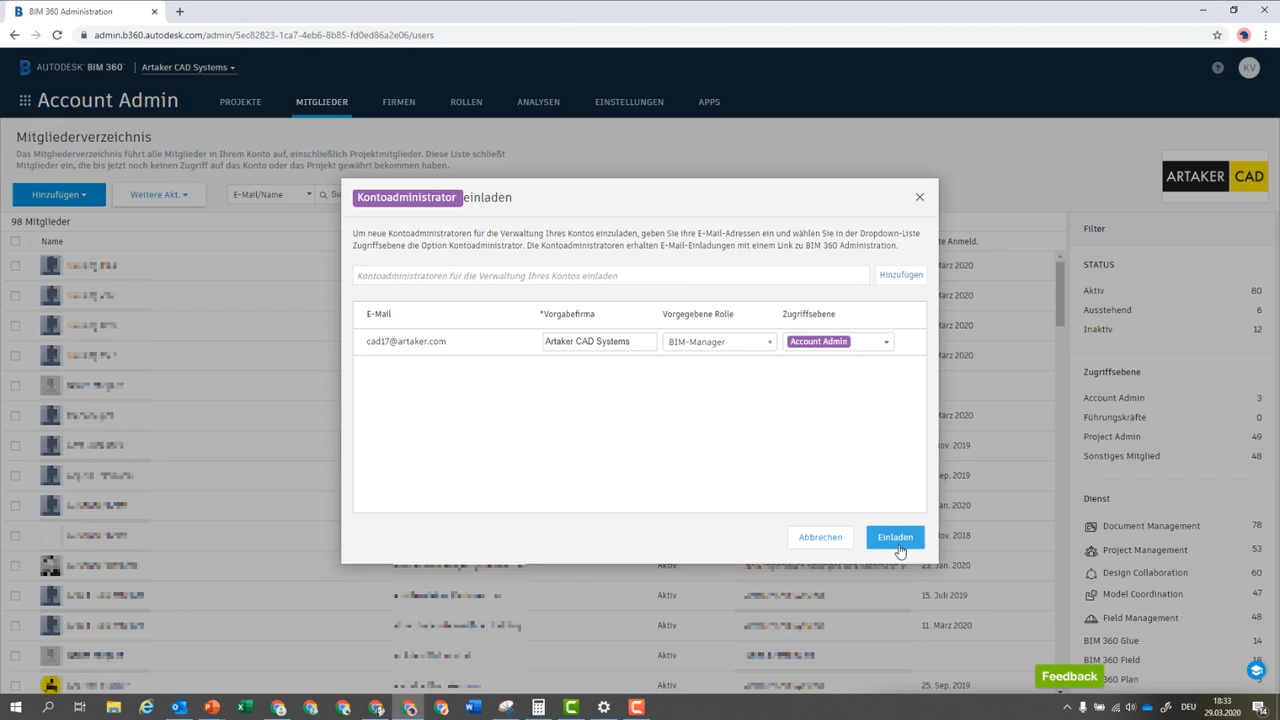 BIM 360 Administration
admin.b360.autodesk.com/admin/5ec82823-1ca7-4eb6-8b85-fd0ed86a2e06/users
AUTODESK® BIM 360™ Artaker CAD Systems
KV
Account Admin PROJEKTE MITGLIEDER FIRMEN ROLLEN ANALYSEN EINSTELLUNGEN APPS
Mitgliederverzeichnis
Das Mitgliederverzeichnis führt alle Mitglieder in Ihrem Konto auf, einschließlich Projektmitglieder. Diese Liste schließt
Mitglieder ein, die bis jetzt noch keinen Zugriff auf das Konto oder das Projekt gewährt bekommen haben.
ARTAKER CAD
Hinzufügen Weitere Akt. E-Mail/Name
98 Mitglieder
Name
Kontoadministrator einladen
Um neue Kontoadministratoren für die Verwaltung Ihres Kontos einzuladen, geben Sie ihre E-Mail-Adressen ein und wählen Sie in der Dropdown-Liste
Zugriffsebene die Option Kontoadministrator. Die Kontoadministratoren erhalten E-Mail-Einladungen mit einem Link zu BIM 360 Administration.
Kontoadministratoren für die Verwaltung Ihres Kontos einladen Hinzufügen
E-Mail *Vorgabefirma Vorgegebene Rolle Zugriffsebene
cad17@artaker.com Artaker CAD Systems BIM-Manager Account Admin
Abbrechen Einladen
Anmeld.
März 2020
März 2020
März 2020
März 2020
Nov. 2019
Sep. 2019
an. 2020
Nov. 2018
23. Jan. 2020
Aktiv 15. Juli 2019
Aktiv 11. März 2020
Aktiv
Aktiv 25. Sep. 2019
Filter
STATUS
Aktiv 80
Ausstehend 6
Inaktiv 12
Zugriffsebene
Account Admin 3
Führungskräfte 0
Project Admin 49
Sonstiges Mitglied 48
Dienst
Document Management 78
Project Management 53
Design Collaboration 60
Model Coordination 47
Field Management 48
BIM 360 Glue 14
BIM 360 Field
BIM 360 Plan
Feedback
DEU
18:33
29.03.2020
14